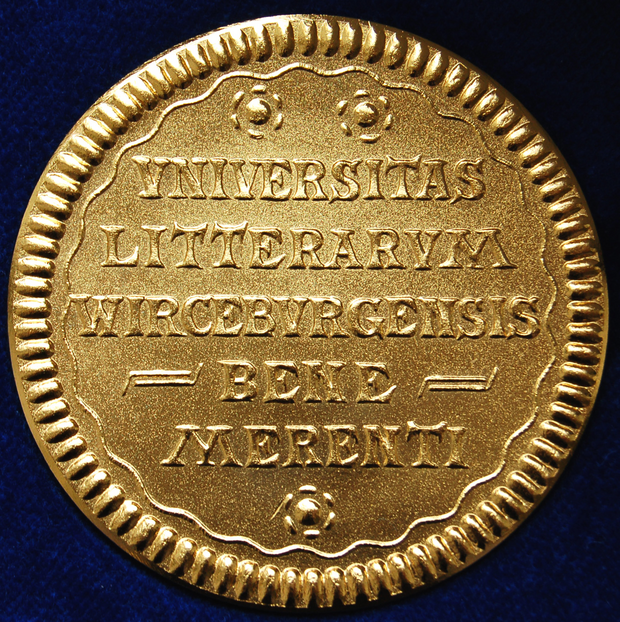 VNIVERSITAS
LITTERARVM
WIRCEBVRGENSIS
BENE
MERENTI